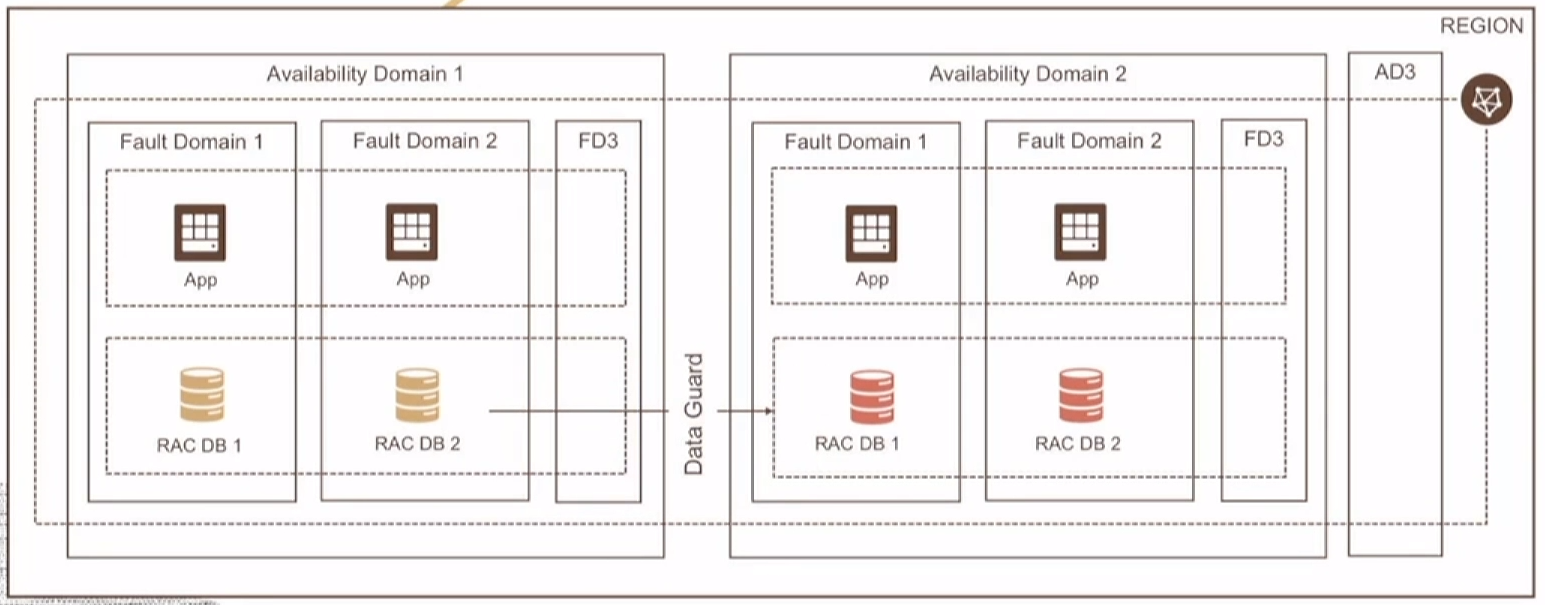 REGION
Availability Domain 1
Availability Domain 2
AD3
Fault Domain 1
Fault Domain 2
FD3
Fault Domain 1
Fault Domain 2
FD3
App
App
App
App
Data Guard
RAC DB 1
RAC DB 2
RAC DB 1
RAC DB 2